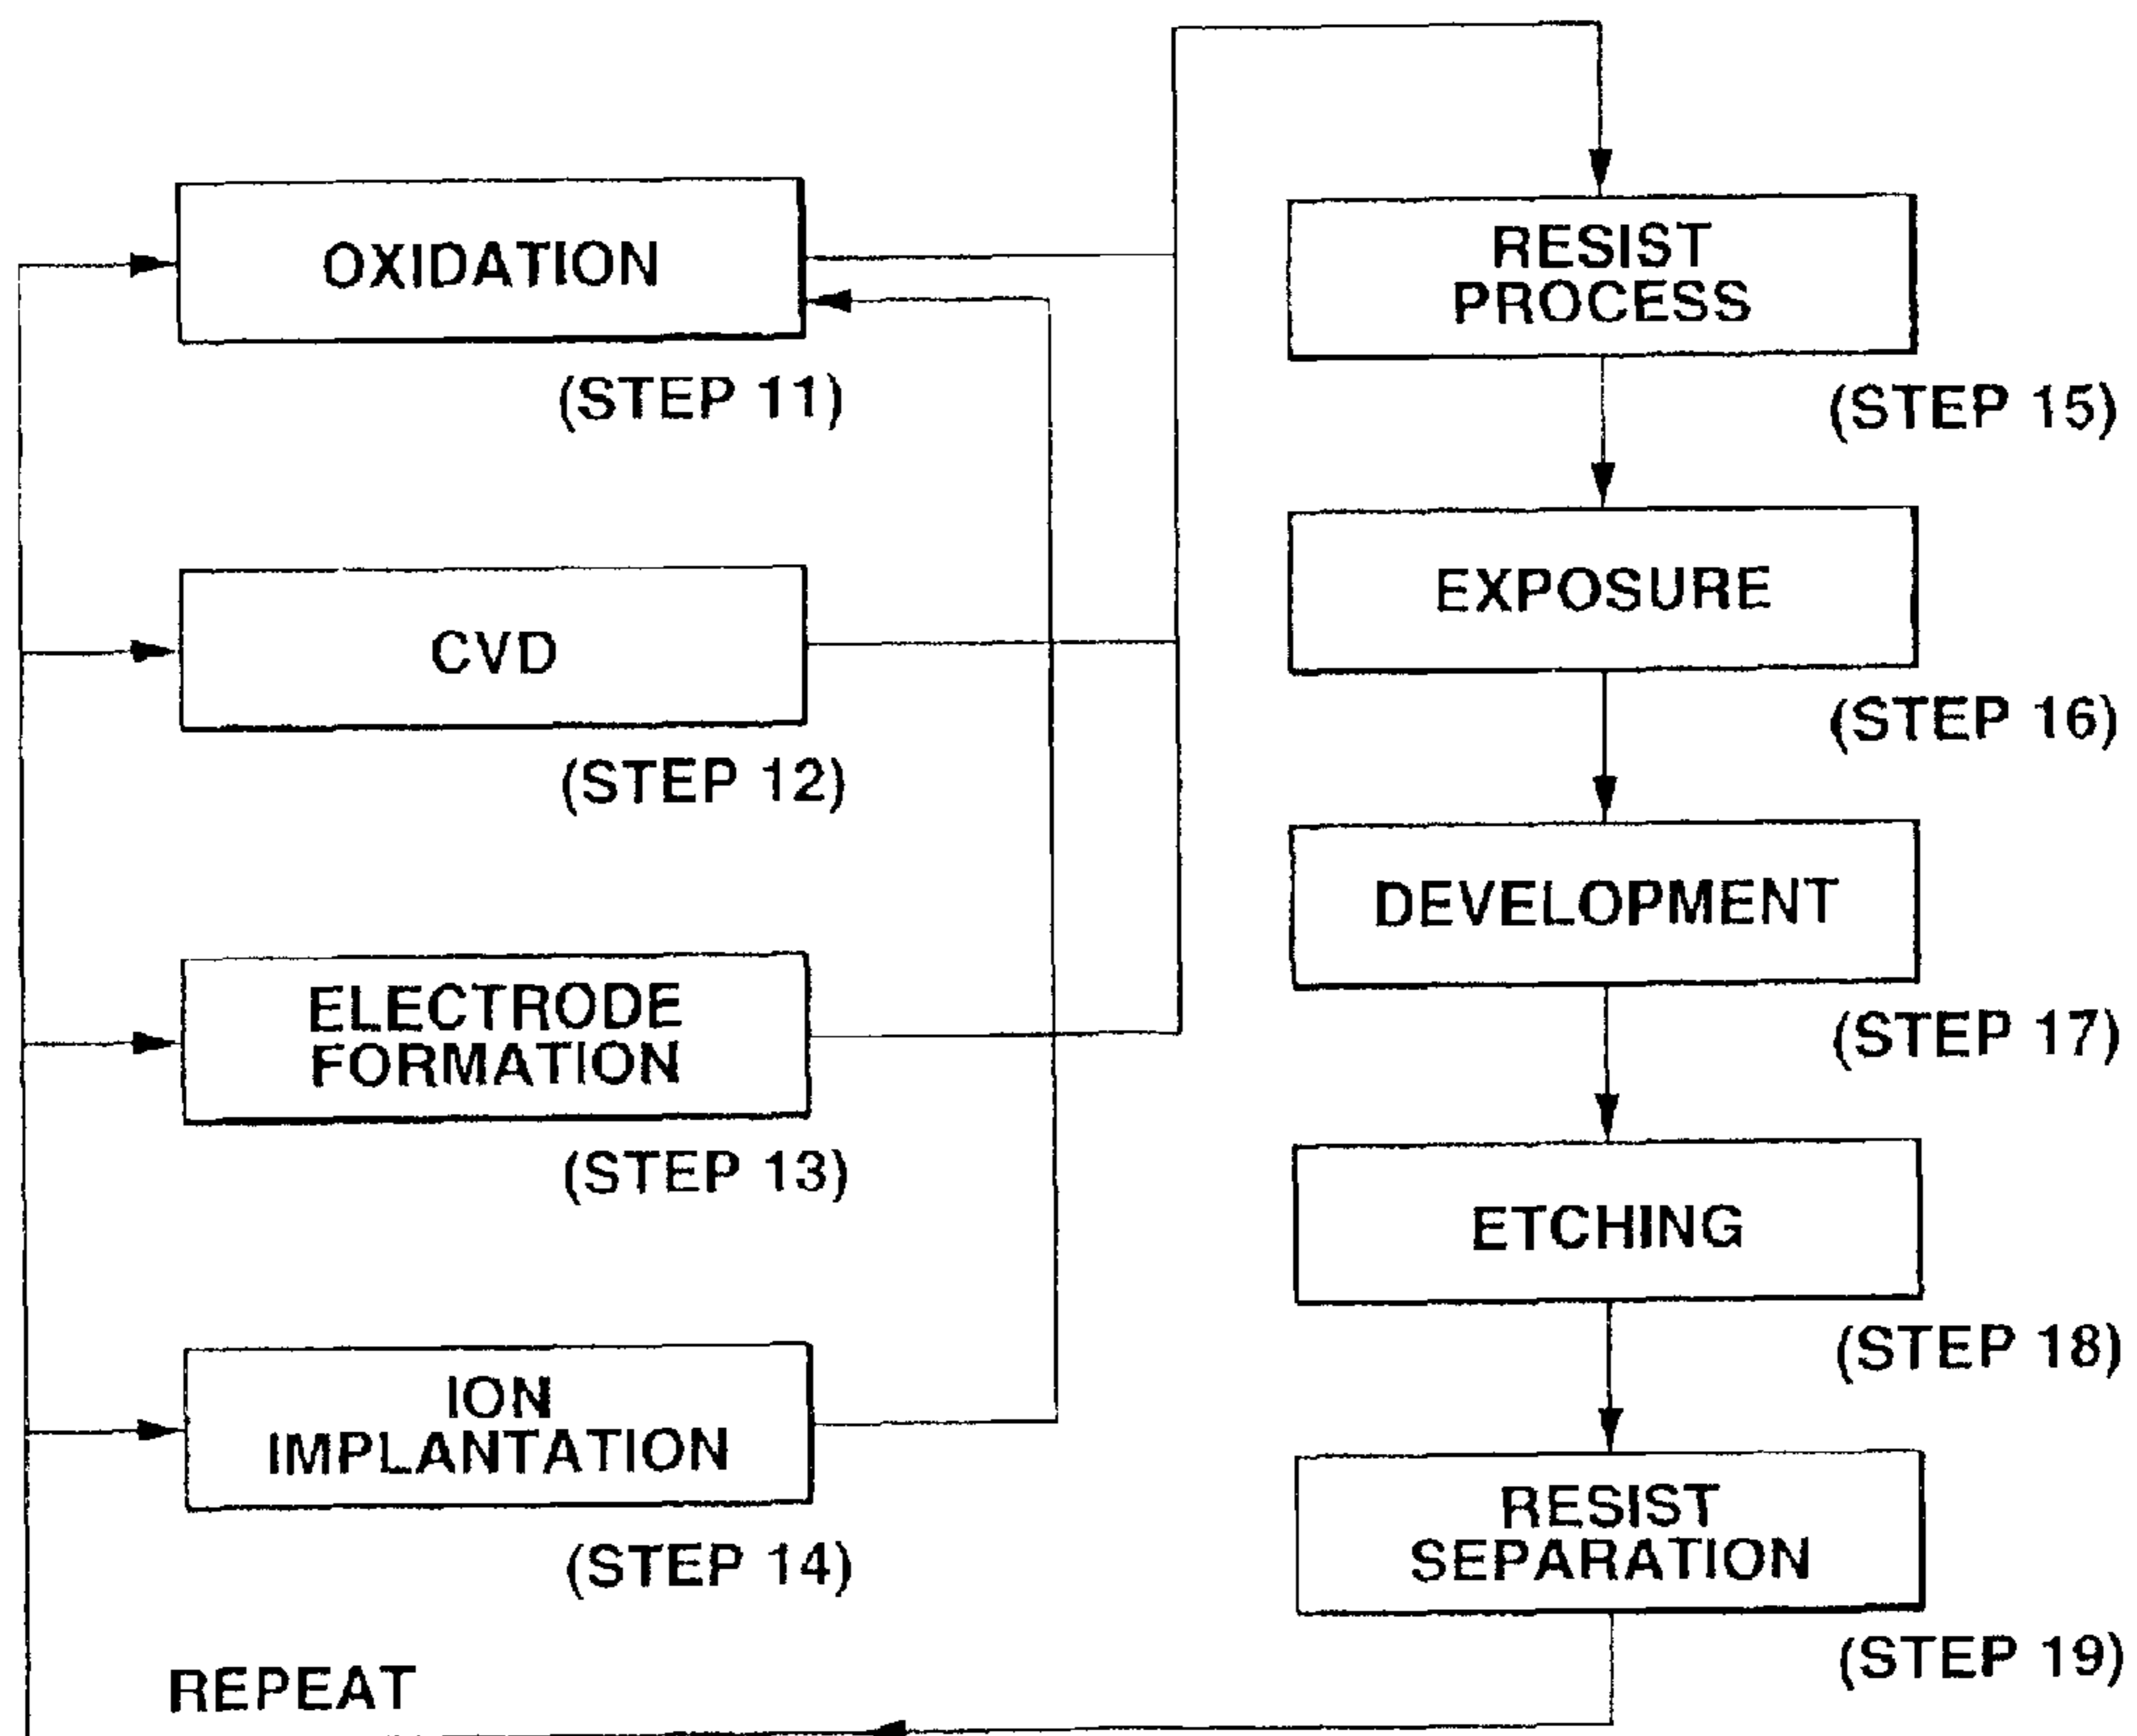 OXIDATION
(STEP 11)
CVD
(STEP 12)
ELECTRODE
FORMATION
(STEP 13)
ION
IMPLANTATION
(STEP 14)
REPEAT
RESIST
PROCESS
(STEP 15)
EXPOSURE
(STEP 16)
DEVELOPMENT
(STEP 17)
ETCHING
(STEP 18)
RESIST
SEPARATION
(STEP 19)